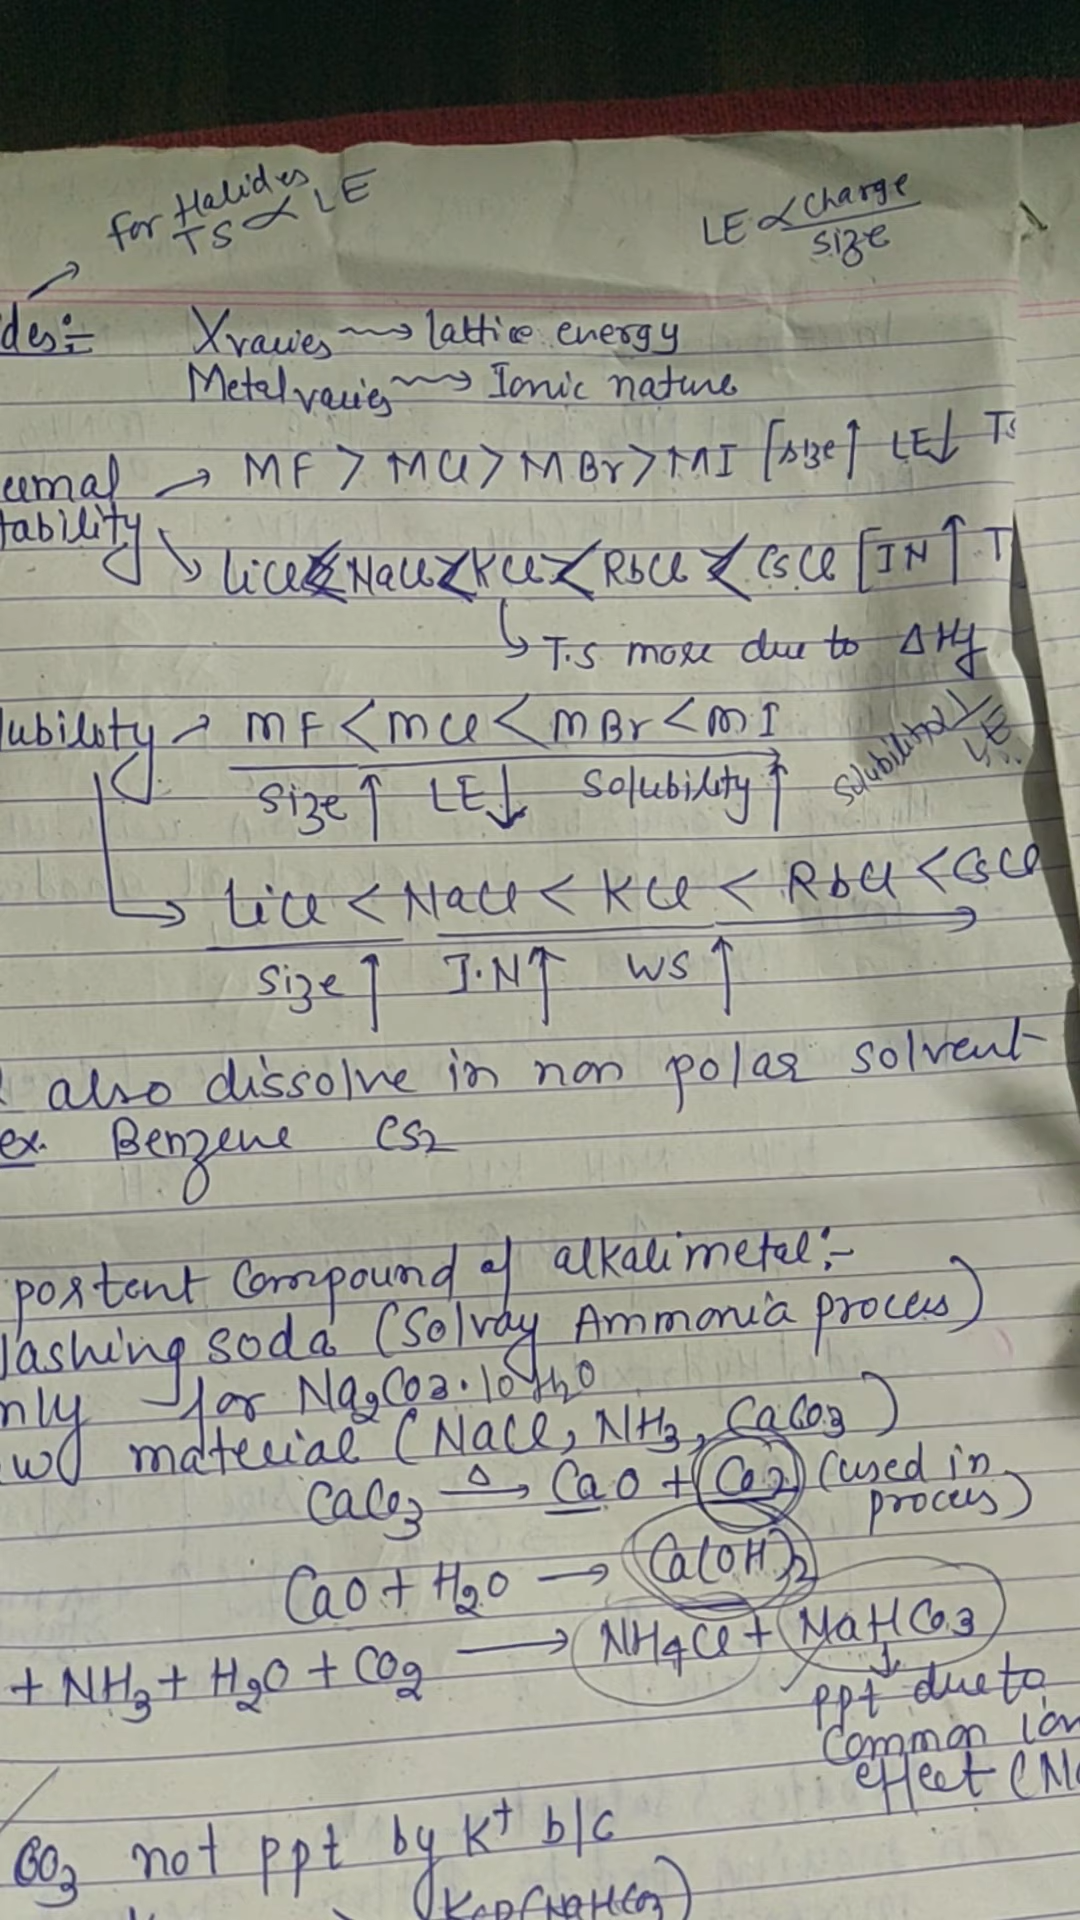 For Halides
TS ∝ LE
LE ∝ charge/size
des:=
X varies ⟿ lattice energy
Metal varies ⟿ Ionic nature
→ MF > MCl > MBr > MI [size↑ LE↓ TS
tability
→ LiCl < NaCl < KCl < RbCl < CsCl [IN↑ T
↳ T.S more due to ΔHf
lubility → MF < MCl < MBr < MI
Size↑ LE↓ Solubility↑
→ LiCl < NaCl < KCl < RbCl < CsCl
Size↑ I.N↑ WS↑
also dissolve in non polar solvent
ex. Benzene CS2
portent Compound of alkali metal:-
ashing soda (Solvay Ammonia process)
nly for Na2CO3.10H2O
w material (NaCl, NH3, CaCO3)
CaCO3 —Δ→ CaO + CO2 (used in process)
CaO + H2O → Ca(OH)2
+ NH3 + H2O + CO2 → NH4Cl + NaHCO3
↓
ppt due to
common ion
effect (Na
CO3 not ppt by K+ b/c
Ksp(NaHCO3)